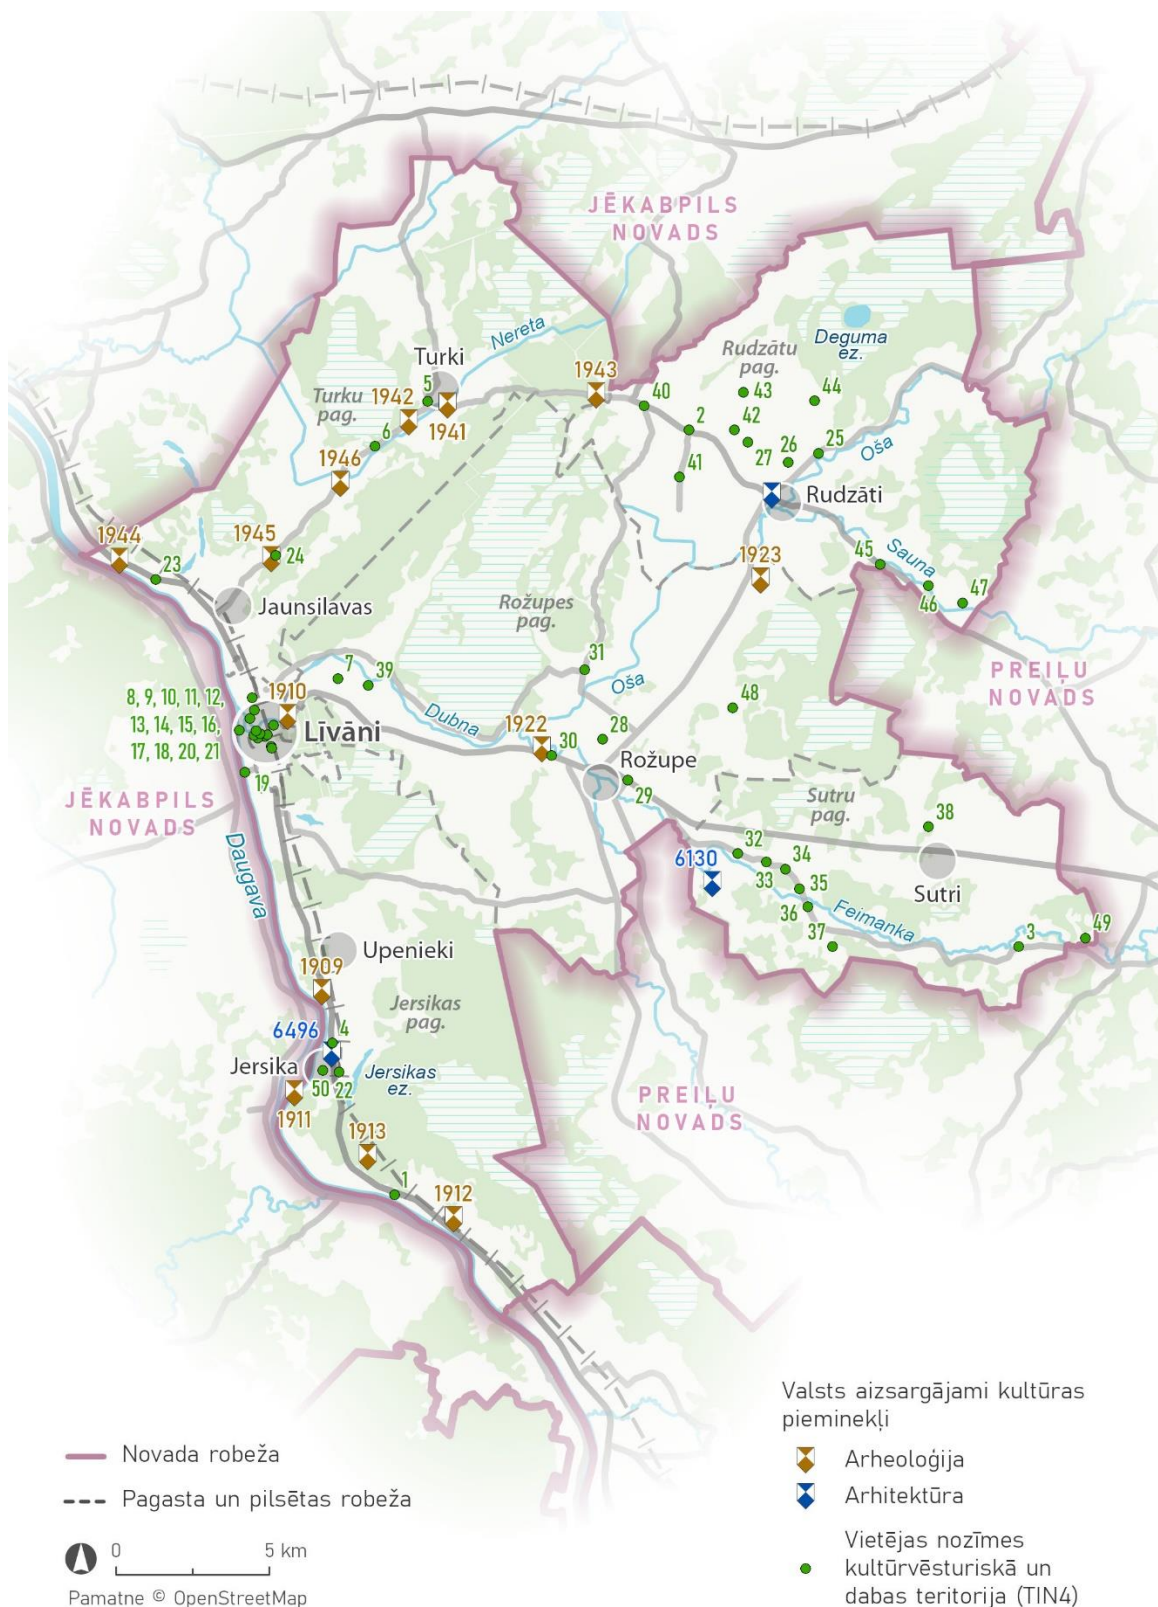 JĒKABPILS
NOVADS
Nereta
Turki
Deguma
ez.
Rudzātu
pag.
1943
5
1942
Turku
pag.
1941
40
43
44
2
42
6
27
26
25
Oša
1946
41
Rudzāti
1944
1945
24
23
1923
45
Sauna
46
47
Jaunsilavas
Rožupes
pag.
31
PREIĻU
NOVADS
7
39
Oša
8, 9, 10, 11, 12,
13, 14, 15, 16,
17, 18, 20, 21
1910
Līvāni
Dubna
1922
30
28
48
Rožupe
29
19
JĒKABPILS
NOVADS
Daugava
Sutru
pag.
38
32
6130
33
34
35
Sutri
36
Feimanka
37
3
49
Upenieki
1909
Jersikas
pag.
6496
4
Jersika
50
22
Jersikas
ez.
1911
PREIĻU
NOVADS
1913
1
1912
Novada robeža
Pagasta un pilsētas robeža
0
5 km
Pamatne © OpenStreetMap
Valsts aizsargājami kultūras
pieminekļi
Arheoloģija
Arhitektūra
Vietējas nozīmes
kultūrvēsturiskā un
dabas teritorija (TIN4)